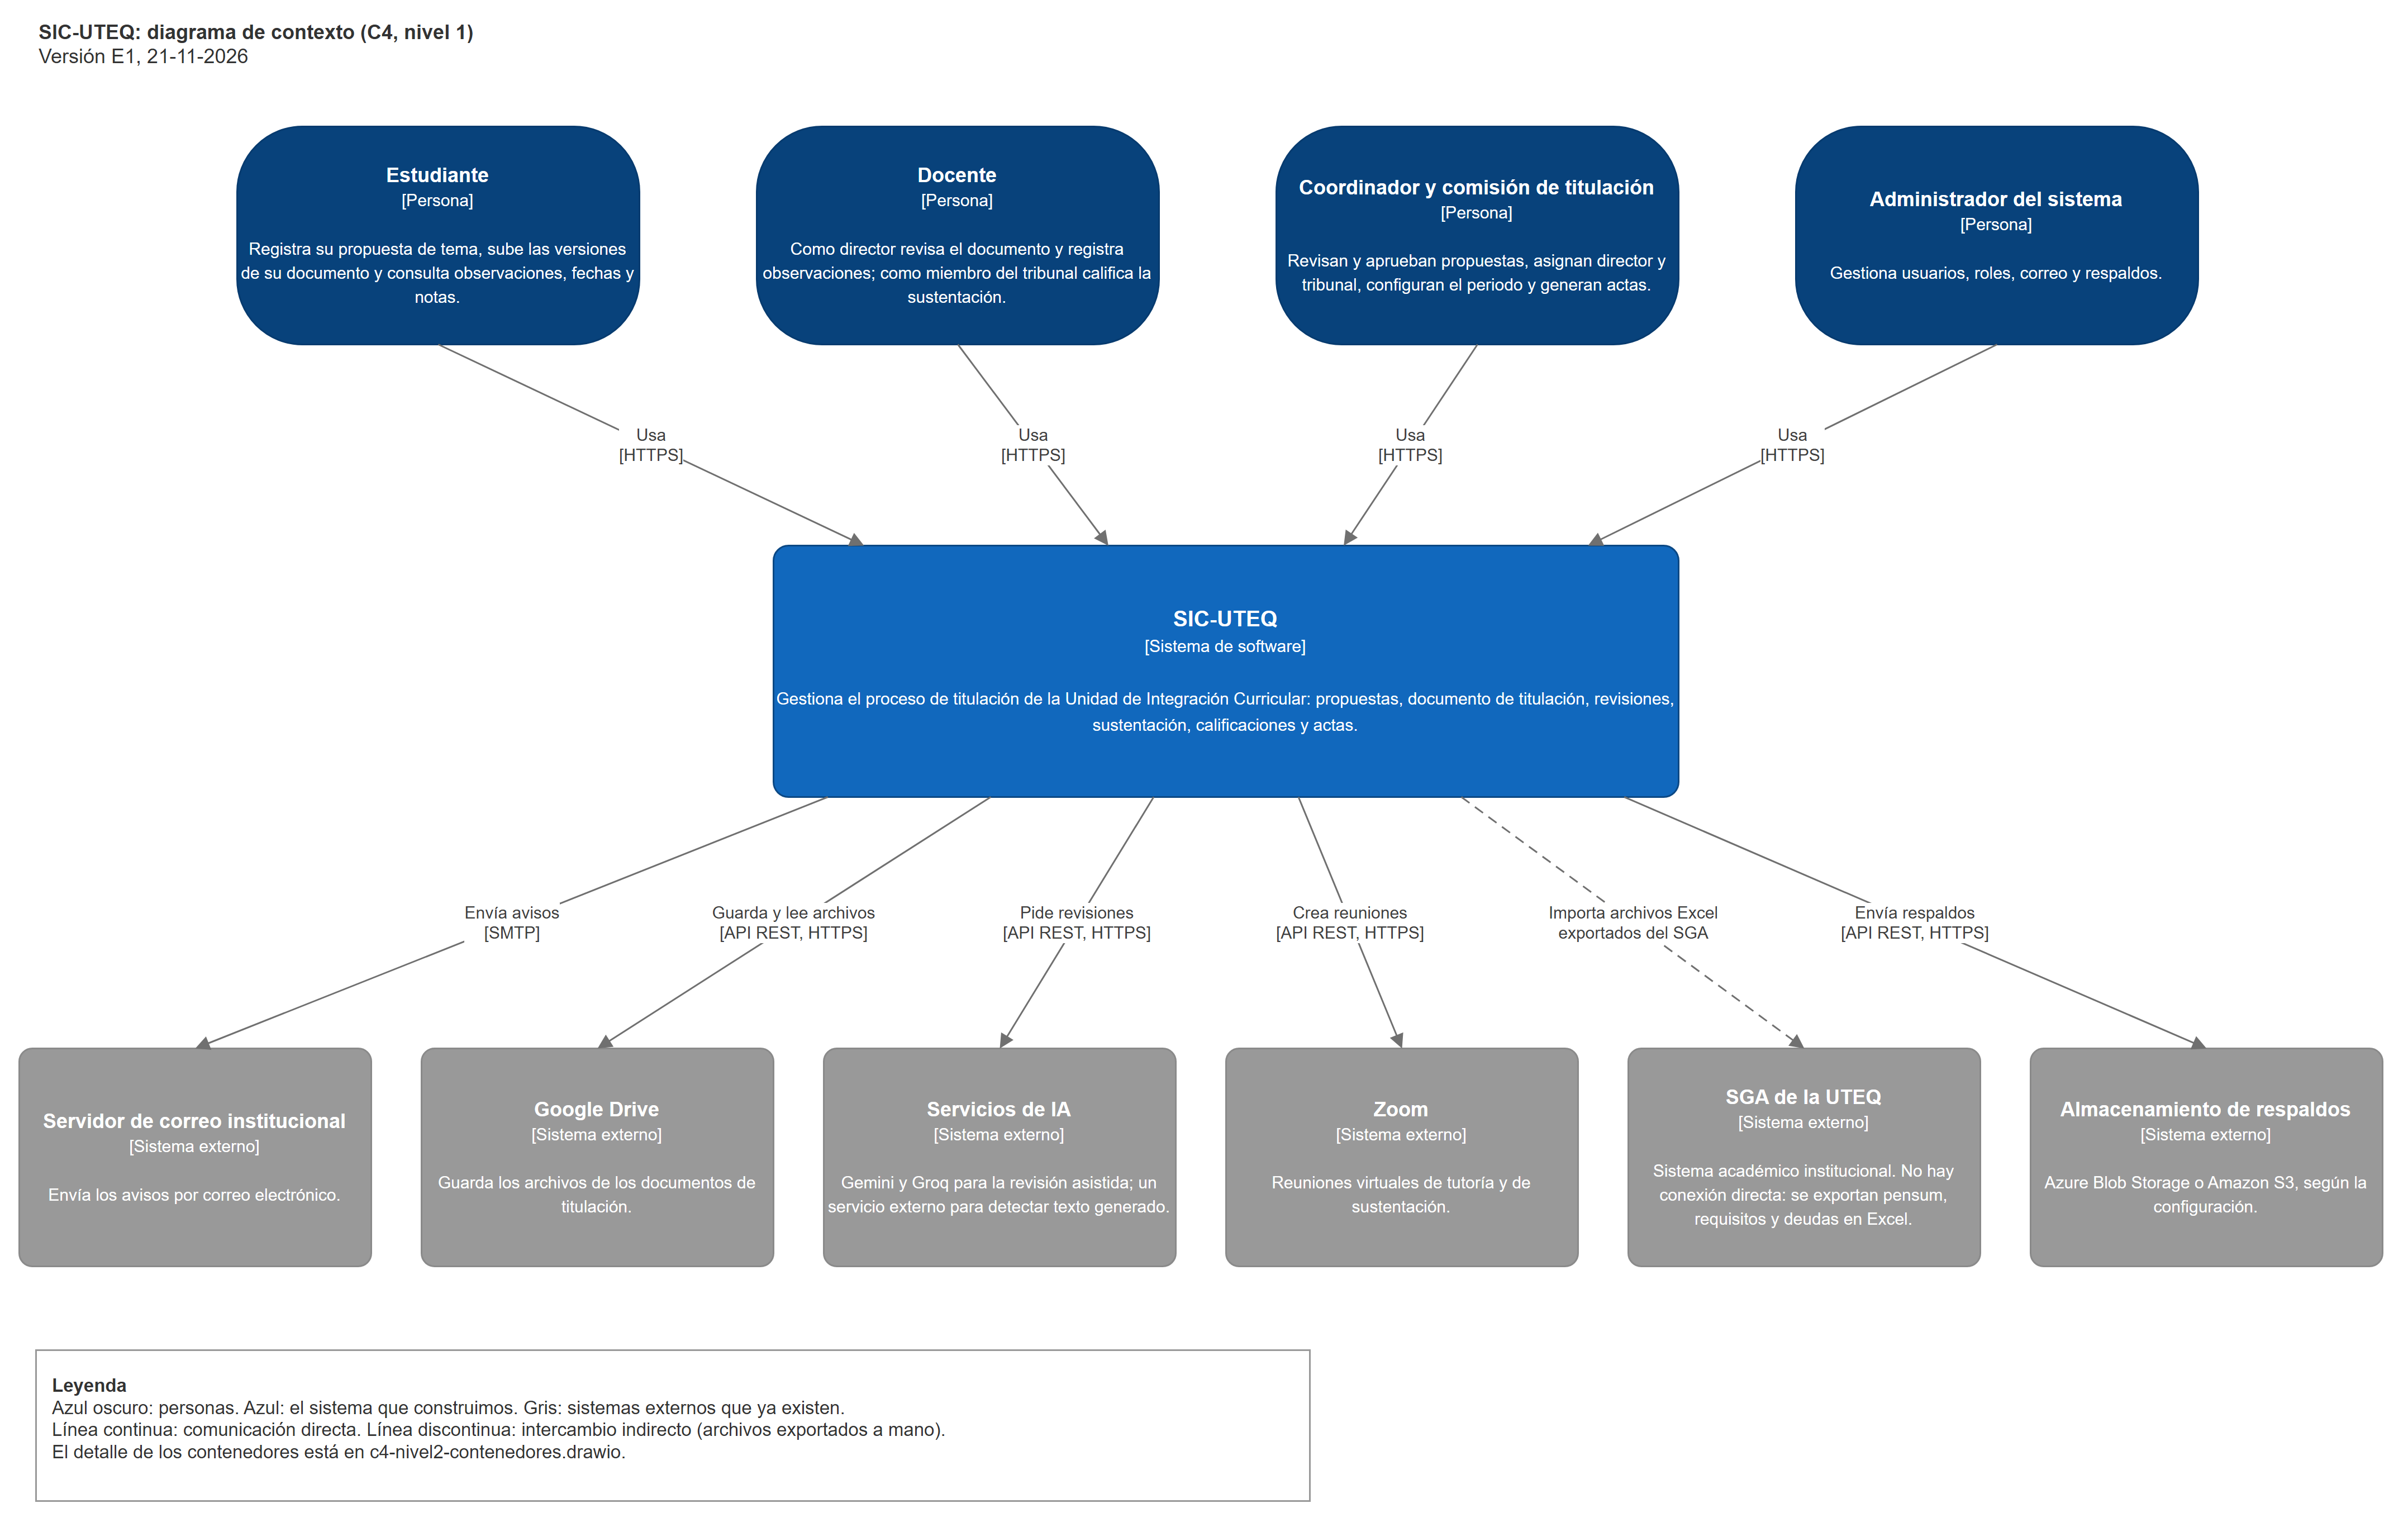 SIC-UTEQ: diagrama de contexto (C4, nivel 1)
Versión E1, 21-11-2026
Estudiante
[Persona]
Registra su propuesta de tema, sube las versiones
de su documento y consulta observaciones, fechas y
notas.
Docente
[Persona]
Como director revisa el documento y registra
observaciones; como miembro del tribunal califica la
sustentación.
Coordinador y comisión de titulación
[Persona]
Revisan y aprueban propuestas, asignan director y
tribunal, configuran el periodo y generan actas.
Administrador del sistema
[Persona]
Gestiona usuarios, roles, correo y respaldos.
Usa
[HTTPS]
Usa
[HTTPS]
Usa
[HTTPS]
Usa
[HTTPS]
SIC-UTEQ
[Sistema de software]
Gestiona el proceso de titulación de la Unidad de Integración Curricular: propuestas, documento de titulación, revisiones,
sustentación, calificaciones y actas.
Envía avisos
[SMTP]
Guarda y lee archivos
[API REST, HTTPS]
Pide revisiones
[API REST, HTTPS]
Crea reuniones
[API REST, HTTPS]
Importa archivos Excel
exportados del SGA
Envía respaldos
[API REST, HTTPS]
Servidor de correo institucional
[Sistema externo]
Envía los avisos por correo electrónico.
Google Drive
[Sistema externo]
Guarda los archivos de los documentos de
titulación.
Servicios de IA
[Sistema externo]
Gemini y Groq para la revisión asistida; un
servicio externo para detectar texto generado.
Zoom
[Sistema externo]
Reuniones virtuales de tutoría y de
sustentación.
SGA de la UTEQ
[Sistema externo]
Sistema académico institucional. No hay
conexión directa: se exportan pensum,
requisitos y deudas en Excel.
Almacenamiento de respaldos
[Sistema externo]
Azure Blob Storage o Amazon S3, según la
configuración.
Leyenda
Azul oscuro: personas. Azul: el sistema que construimos. Gris: sistemas externos que ya existen.
Línea continua: comunicación directa. Línea discontinua: intercambio indirecto (archivos exportados a mano).
El detalle de los contenedores está en c4-nivel2-contenedores.drawio.